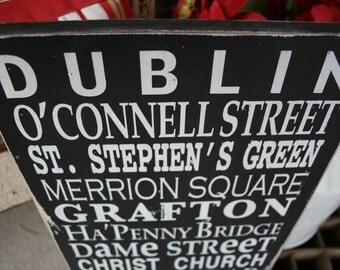 DUBLIN
O'CONNELL STREET
ST. STEPHEN'S GREEN
MERRION SQUARE
GRAFTON
HA'PENNY BRIDGE
DAME STREET
CHRIST CHURCH